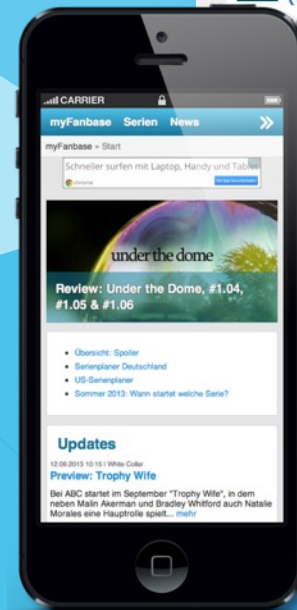 CARRIER
myFanbase Serien News »
myFanbase » Start
Schneller surfen mit Laptop, Handy und Tablet
chrome
under the dome
Review: Under the Dome, #1.04,
#1.05 & #1.06
Übersicht: Spoiler
Serienplaner Deutschland
US-Serienplaner
Sommer 2013: Wann startet welche Serie?
Updates
12.08.2013 10:15 | White Collar
Preview: Trophy Wife
Bei ABC startet im September "Trophy Wife", in dem
neben Malin Akerman und Bradley Whitford auch Natalie
Morales eine Hauptrolle spielt... mehr